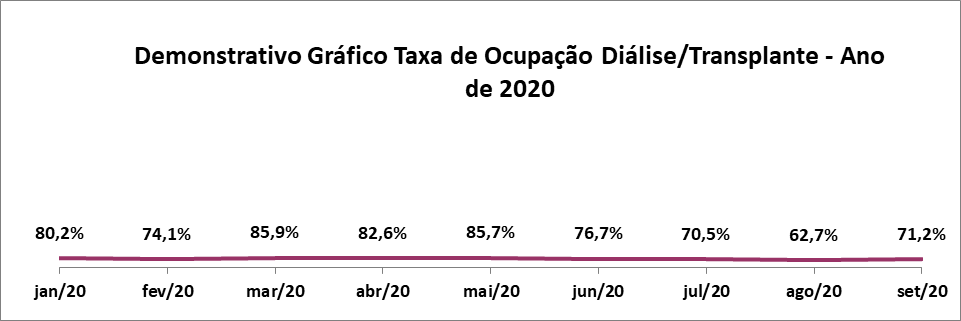 Demonstrativo Gráfico Taxa de Ocupação Diálise/Transplante - Ano
de 2020
80,2% 74,1% 85,9% 82,6% 85,7% 76,7% 70,5% 62,7% 71,2%
jan/20 fev/20 mar/20 abr/20 mai/20 jun/20 jul/20 ago/20 set/20